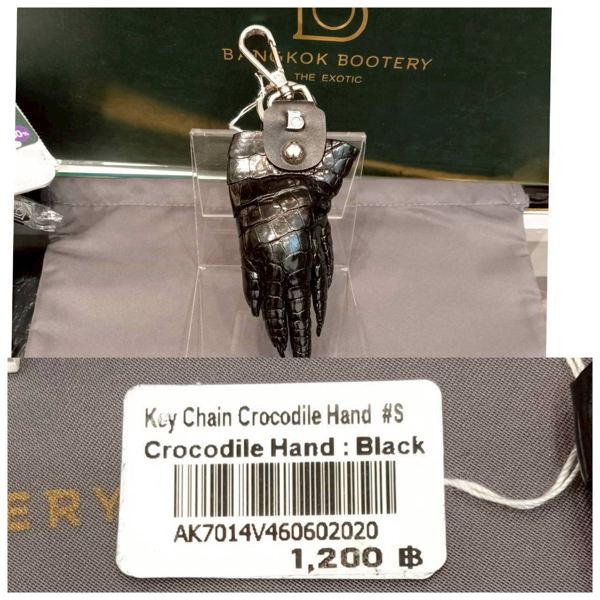 BANGKOK BOOTERY
THE EXOTIC
B
Key Chain Crocodile Hand #S
Crocodile Hand : Black
AK7014V460602020
1,200 ฿
ERY